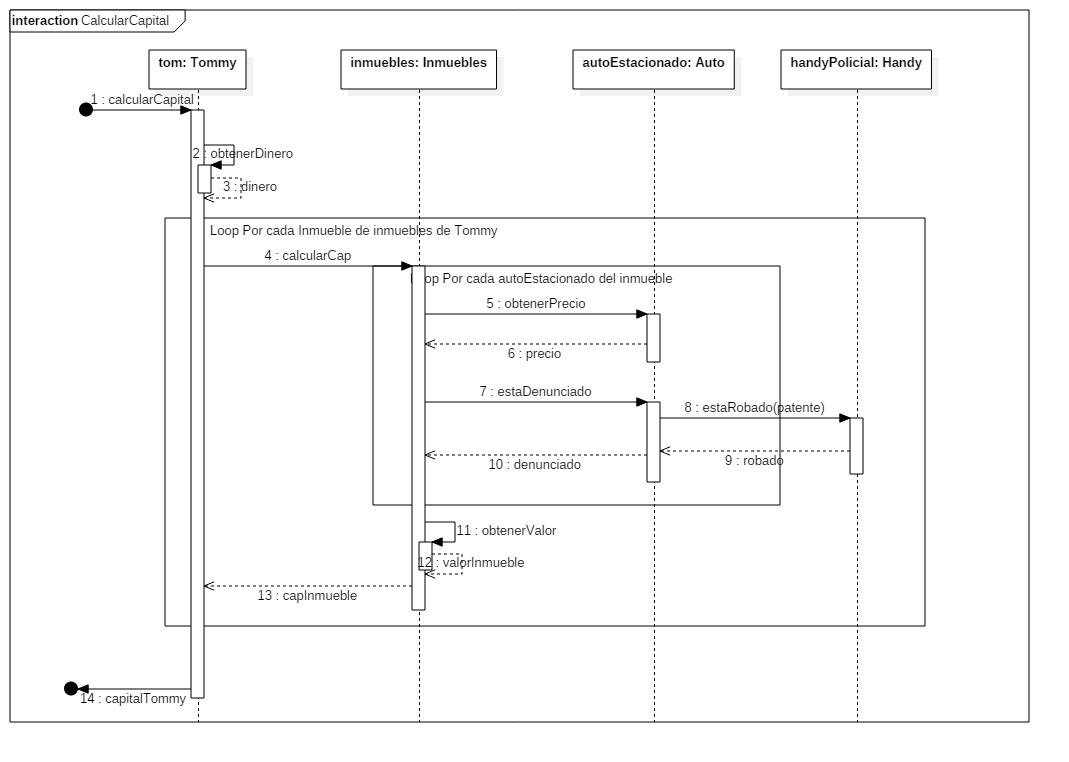 interaction CalcularCapital
tom: Tommy
inmuebles: Inmuebles
autoEstacionado: Auto
handyPolicial: Handy
1 : calcularCapital
2 : obtenerDinero
3 : dinero
Loop Por cada Inmueble de inmuebles de Tommy
4 : calcularCap
Loop Por cada autoEstacionado del inmueble
5 : obtenerPrecio
6 : precio
7 : estaDenunciado
8 : estaRobado(patente)
9 : robado
10 : denunciado
11 : obtenerValor
12 : valorInmueble
13 : capInmueble
14 : capitalTommy